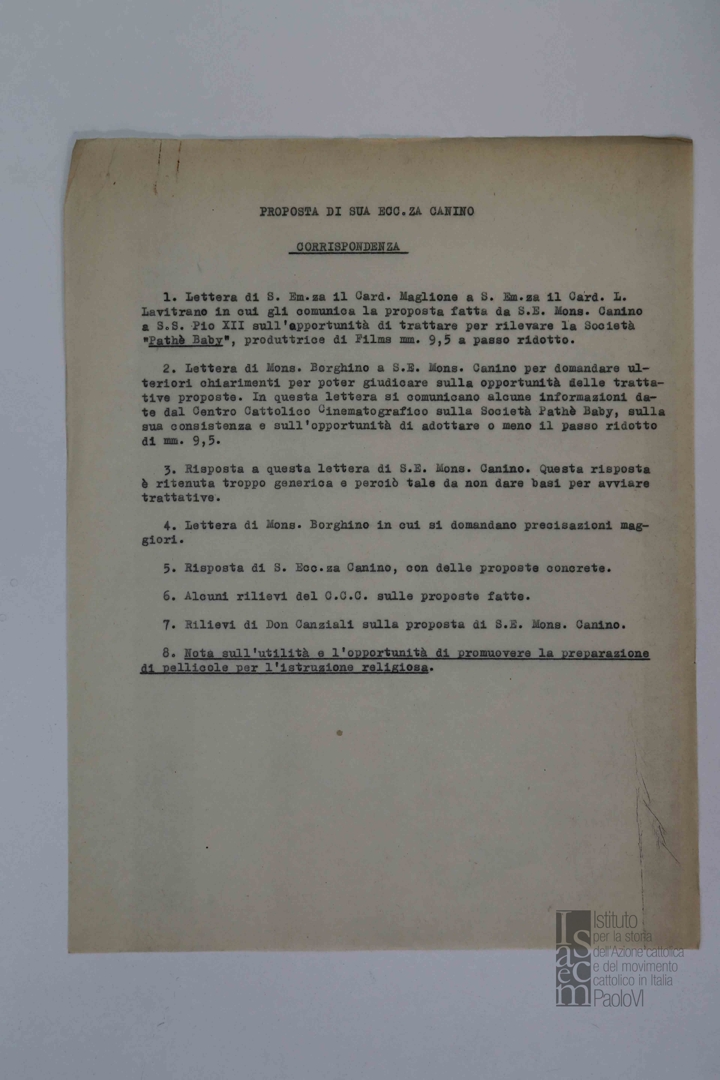 PROPOSTA DI SUA ECC.ZA CANINO
CORRISPONDENZA
1. Lettera di S. Em.za il Card. Maglione a S. Em.za il Card. L.
Lavitrano in cui gli comunica la proposta fatta da S.E. Mons. Canino
a S.S. Pio XII sull'opportunità di trattare per rilevare la Società
"Pathè Baby", produttrice di Films mm. 9,5 a passo ridotto.
2. Lettera di Mons. Borghino a S.E. Mons. Canino per domandare ul-
teriori chiarimenti per poter giudicare sulla opportunità delle tratta-
tive proposte. In questa lettera si comunicano alcune informazioni da-
te dal Centro Cattolico Cinematografico sulla Società Pathè Baby, sulla
sua consistenza e sull'opportunità di adottare o meno il passo ridotto
di mm. 9,5.
3. Risposta a questa lettera di S.E. Mons. Canino. Questa risposta
è ritenuta troppo generica e perciò tale da non dare basi per avviare
trattative.
4. Lettera di Mons. Borghino in cui si domandano precisazioni mag-
giori.
5. Risposta di S. Ecc.za Canino, con delle proposte concrete.
6. Alcuni rilievi del C.C.C. sulle proposte fatte.
7. Rilievi di Don Canziali sulla proposta di S.E. Mons. Canino.
8. Nota sull'utilità e l'opportunità di promuovere la preparazione
di pellicole per l'istruzione religiosa.
Isacem
Istituto
per la storia
dell'Azione cattolica
e del movimento
cattolico in Italia
PaoloVI